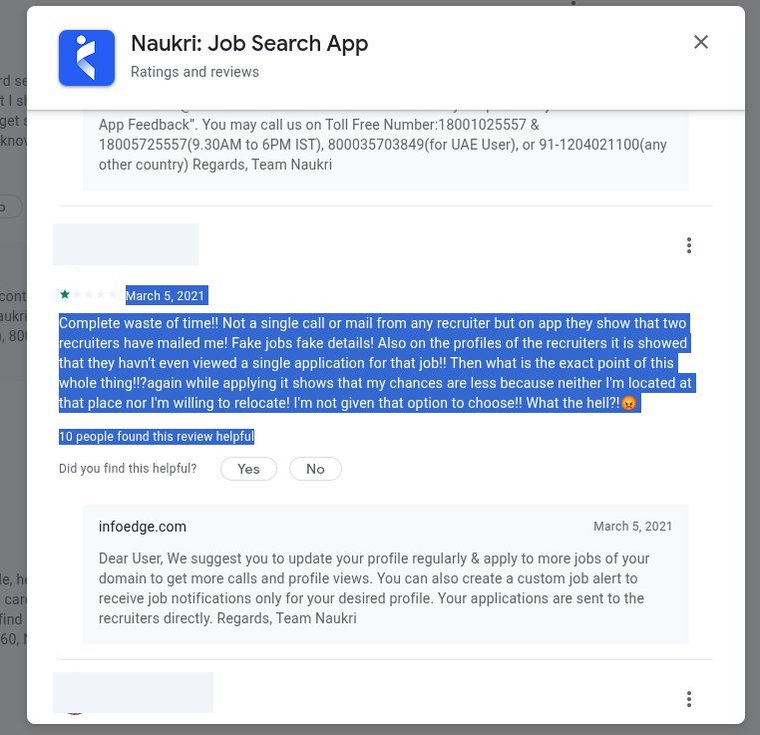 Naukri: Job Search App
Ratings and reviews
App Feedback". You may call us on Toll Free Number:18001025557 &
18005725557(9.30AM to 6PM IST), 800035703849(for UAE User), or 91-1204021100(any
other country) Regards, Team Naukri
March 5, 2021
Complete waste of time!! Not a single call or mail from any recruiter but on app they show that two
recruiters have mailed me! Fake jobs fake details! Also on the profiles of the recruiters it is showed
that they havn't even viewed a single application for that job!! Then what is the exact point of this
whole thing!!?again while applying it shows that my chances are less because neither I'm located at
that place nor I'm willing to relocate! I'm not given that option to choose!! What the hell?!😡
10 people found this review helpful
Did you find this helpful? Yes No
infoedge.com March 5, 2021
Dear User, We suggest you to update your profile regularly & apply to more jobs of your
domain to get more calls and profile views. You can also create a custom job alert to
receive job notifications only for your desired profile. Your applications are sent to the
recruiters directly. Regards, Team Naukri